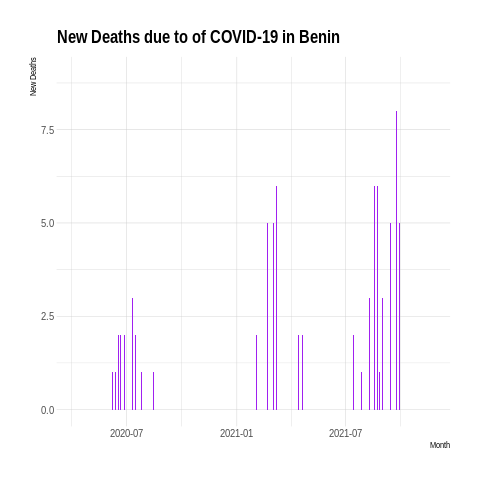 New Deaths due to of COVID-19 in Benin
New Deaths
7.5
5.0
2.5
0.0
2020-07 2021-01 2021-07
Month